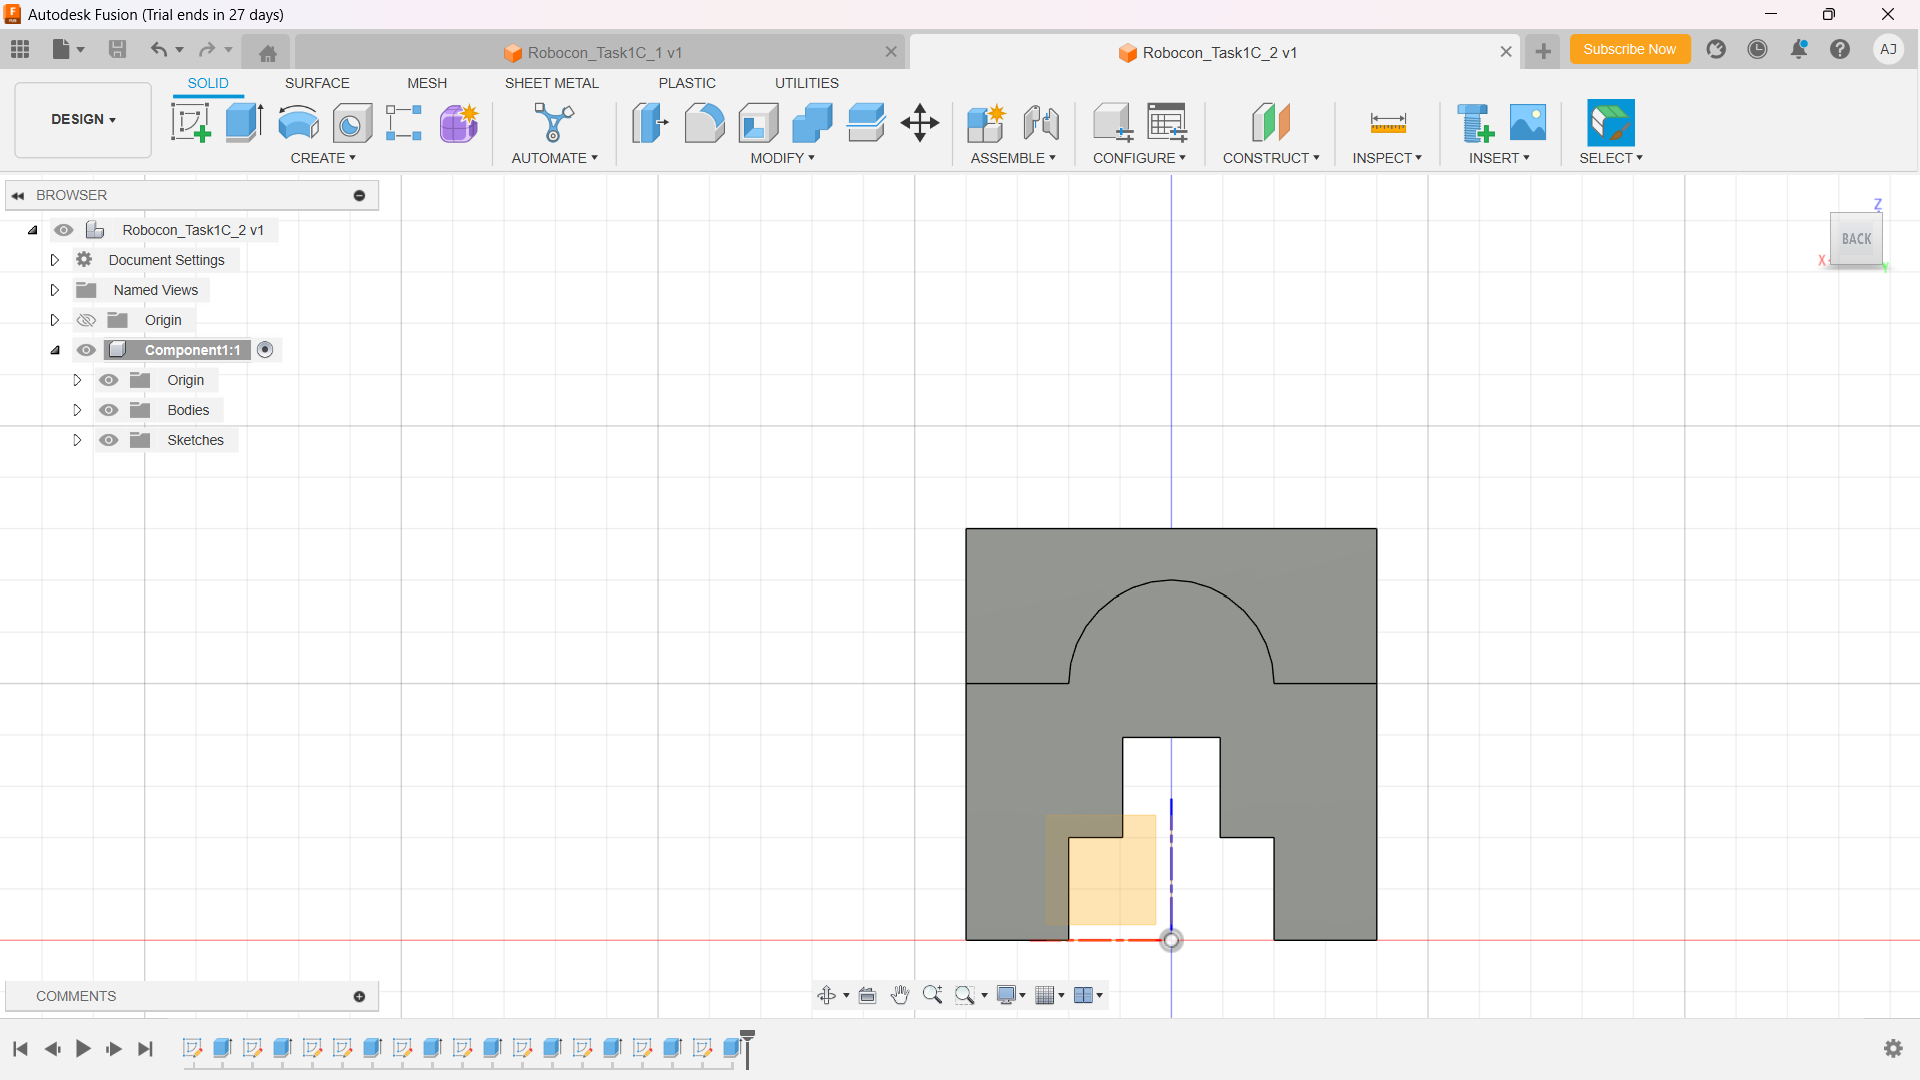 Autodesk Fusion (Trial ends in 27 days)
Robocon_Task1C_1 v1
Robocon_Task1C_2 v1
Subscribe Now
AJ
SOLID SURFACE MESH SHEET METAL PLASTIC UTILITIES
DESIGN
CREATE AUTOMATE MODIFY ASSEMBLE CONFIGURE CONSTRUCT INSPECT INSERT SELECT
BROWSER
Robocon_Task1C_2 v1
Document Settings
Named Views
Origin
Component1:1
Origin
Bodies
Sketches
Z
BACK
X
Y
COMMENTS